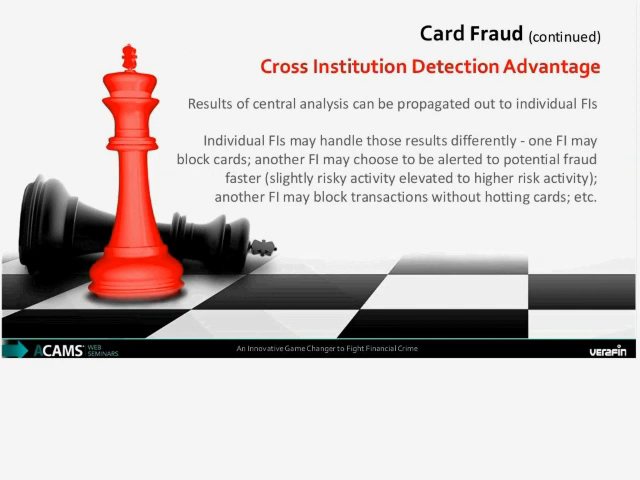 Card Fraud (continued)
Cross Institution Detection Advantage
Results of central analysis can be propagated out to individual FIs
Individual FIs may handle those results differently - one FI may
block cards; another FI may choose to be alerted to potential fraud
faster (slightly risky activity elevated to higher risk activity);
another FI may block transactions without hotting cards; etc.
ACAMS WEB
SEMINARS
An Innovative Game Changer to Fight Financial Crime
verafin